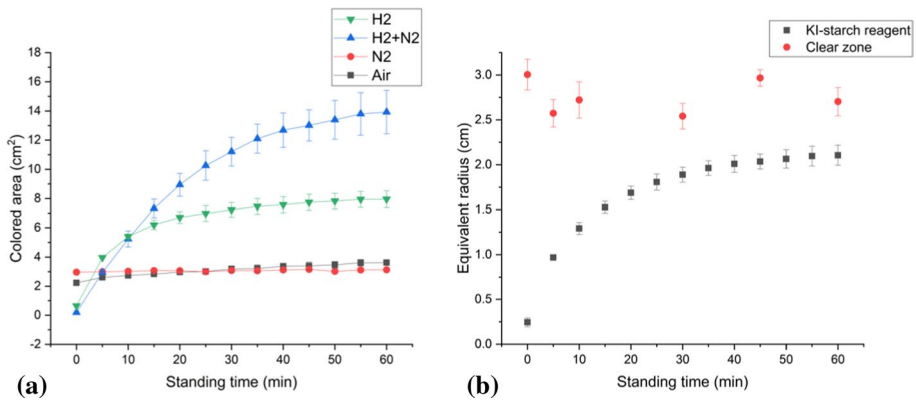 H2
H2+N2
N2
Air
Colored area (cm²)
18
16
14
12
10
8
6
4
2
0
-2
0 10 20 30 40 50 60
Standing time (min)
(a)
KI-starch reagent
Clear zone
Equivalent radius (cm)
3.0
2.5
2.0
1.5
1.0
0.5
0.0
0 10 20 30 40 50 60
Standing time (min)
(b)